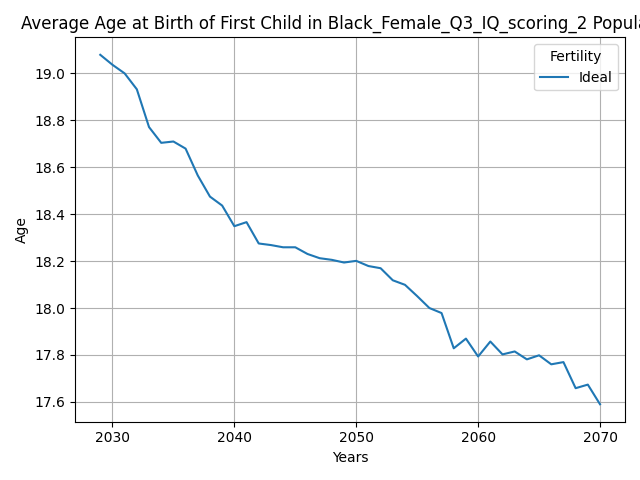 Average Age at Birth of First Child in Black_Female_Q3_IQ_scoring_2 Popula
Fertility
Ideal
Age
19.0
18.8
18.6
18.4
18.2
18.0
17.8
17.6
2030 2040 2050 2060 2070
Years